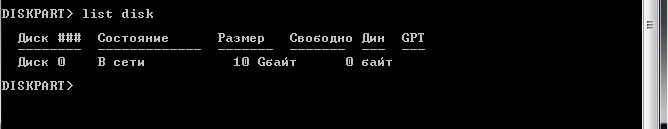 DISKPART> list disk
Диск ### Состояние Размер Свободно Дин GPT
-------- ------------- ------- ------- --- ---
Диск 0 В сети 10 Gбайт 0 байт
DISKPART>